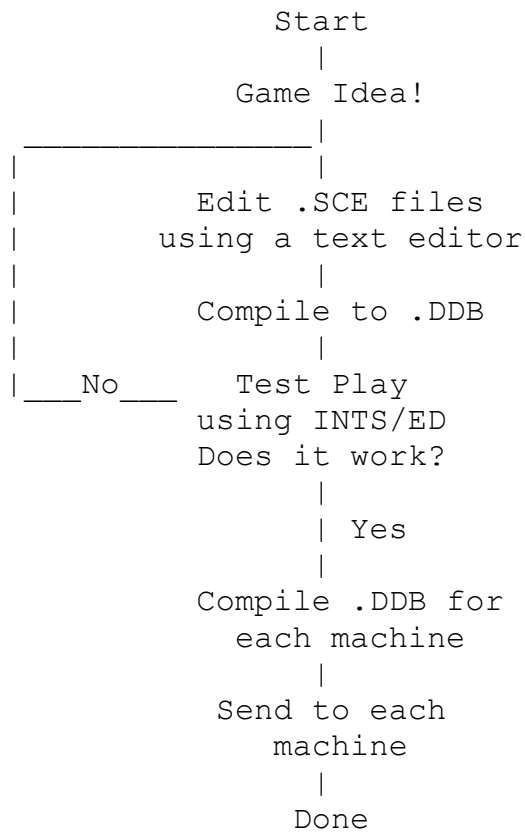 Start
Game Idea!
Edit .SCE files
using a text editor
Compile to .DDB
No
Test Play
using INTS/ED
Does it work?
Yes
Compile .DDB for
each machine
Send to each
machine
Done